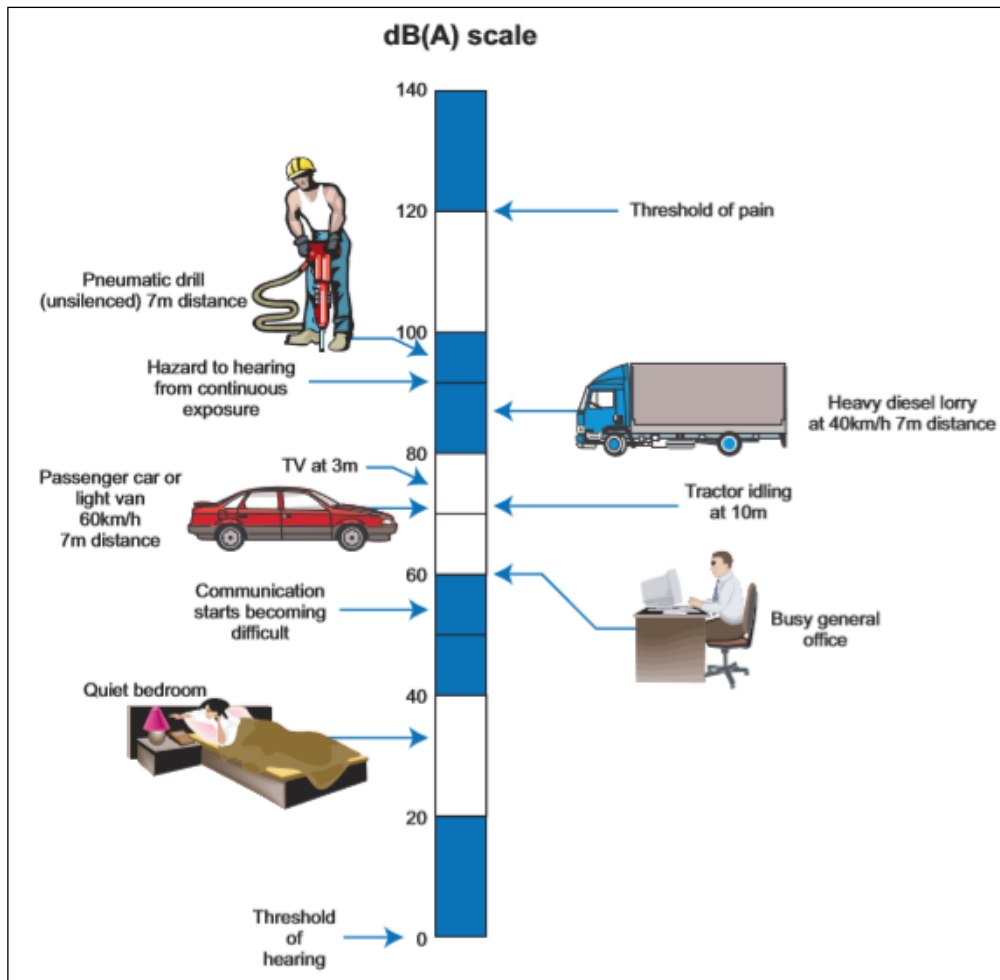 dB(A) scale
140
120
Threshold of pain
Pneumatic drill
(unsilenced) 7m distance
100
Hazard to hearing
from continuous
exposure
Heavy diesel lorry
at 40km/h 7m distance
80
TV at 3m
Passenger car or
light van
60km/h
7m distance
Tractor idling
at 10m
60
Communication
starts becoming
difficult
Busy general
office
Quiet bedroom
40
20
Threshold
of
hearing
0